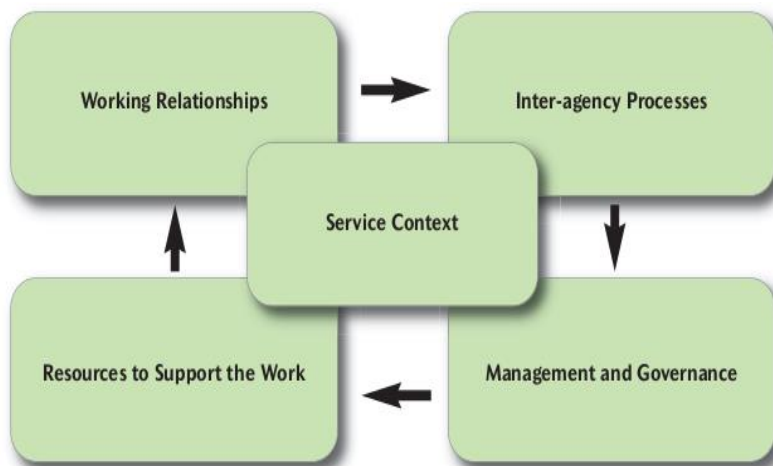 Working Relationships
Inter-agency Processes
Service Context
Resources to Support the Work
Management and Governance